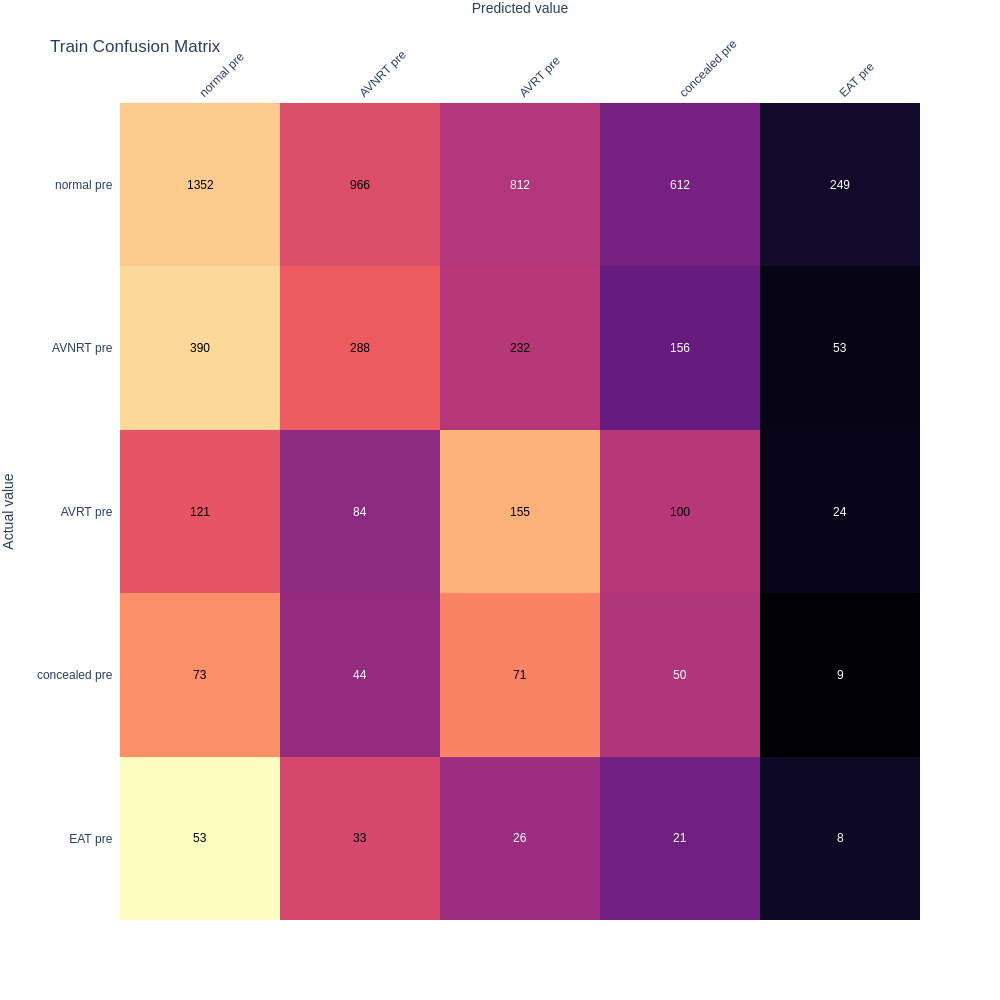 Predicted value
Train Confusion Matrix
normal pre AVNRT pre AVRT pre concealed pre EAT pre
normal pre 1352 966 812 612 249
AVNRT pre 390 288 232 156 53
AVRT pre 121 84 155 100 24
concealed pre 73 44 71 50 9
EAT pre 53 33 26 21 8
Actual value